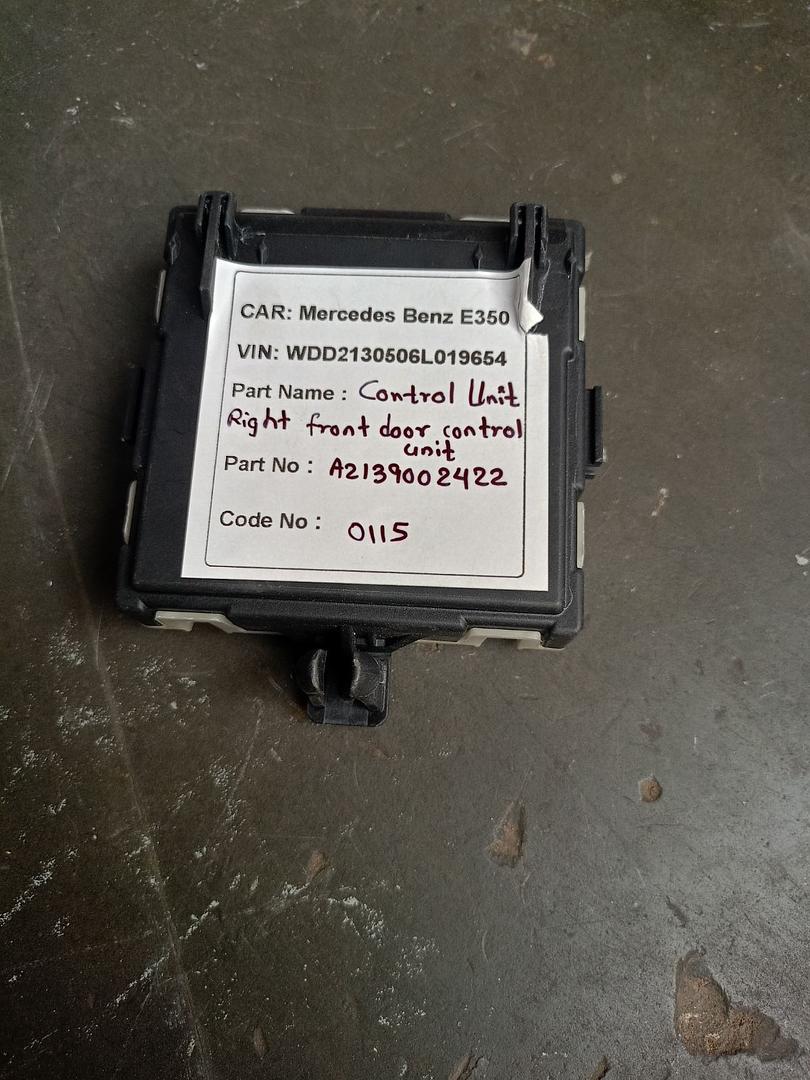 CAR: Mercedes Benz E350
VIN: WDD2130506L019654
Part Name : Control Unit
Right front door control
unit
Part No : A2139002422
Code No : 0115